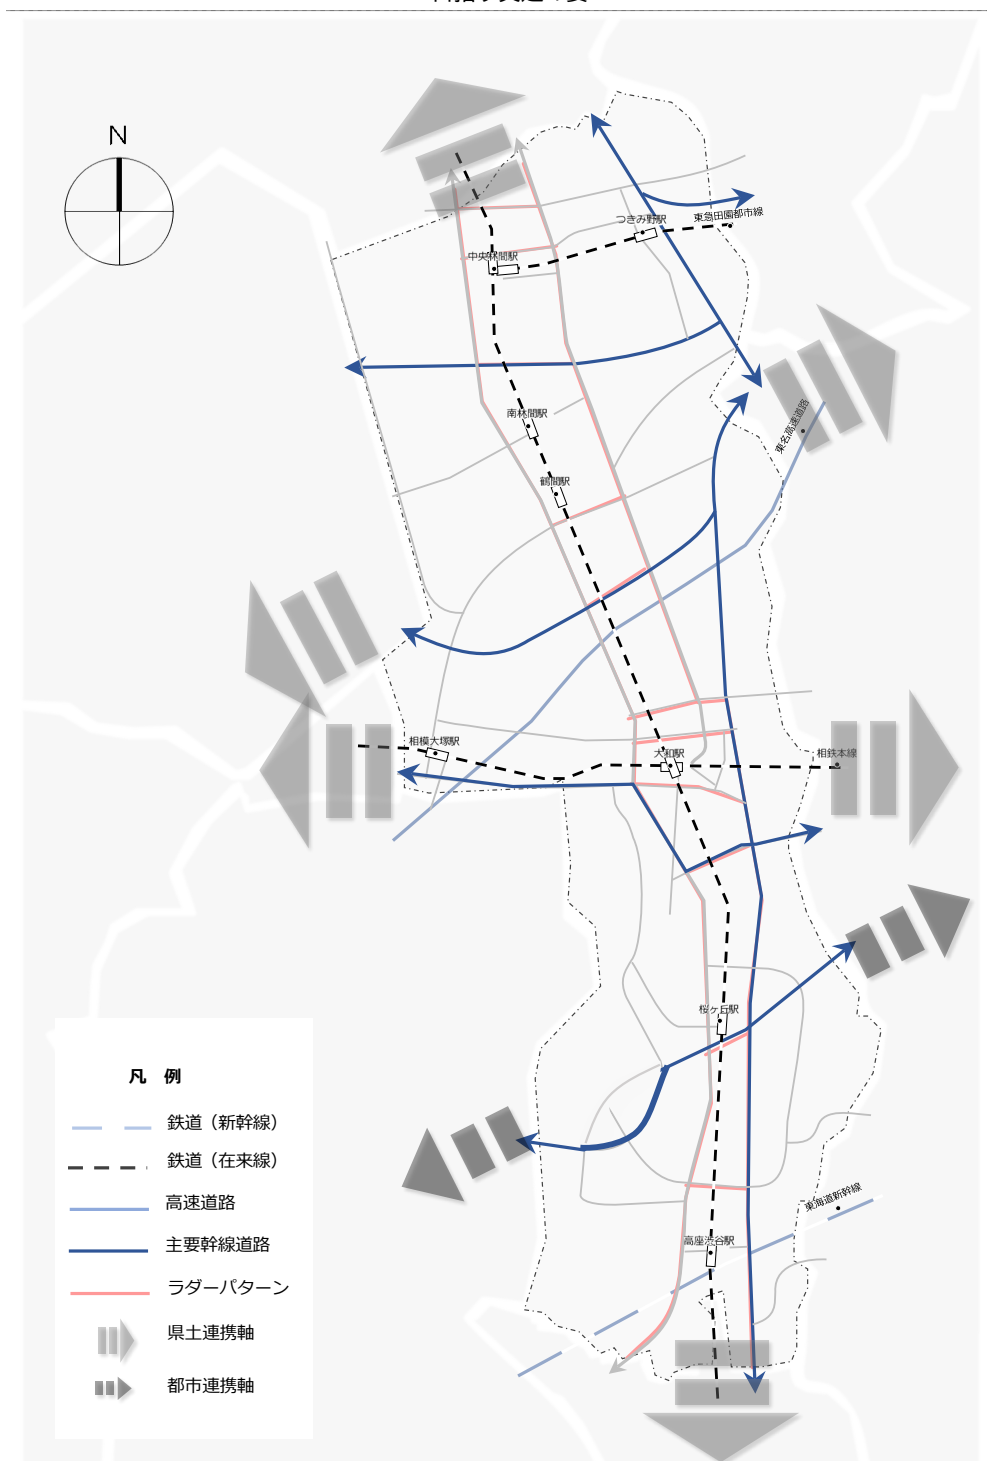 N
つきみ野駅
東急田園都市線
中央林間駅
南林間駅
東名高速道路
鶴間駅
相模大塚駅
大和駅
相鉄本線
桜ヶ丘駅
東海道新幹線
高座渋谷駅
凡 例
鉄道（新幹線）
鉄道（在来線）
高速道路
主要幹線道路
ラダーパターン
県土連携軸
都市連携軸